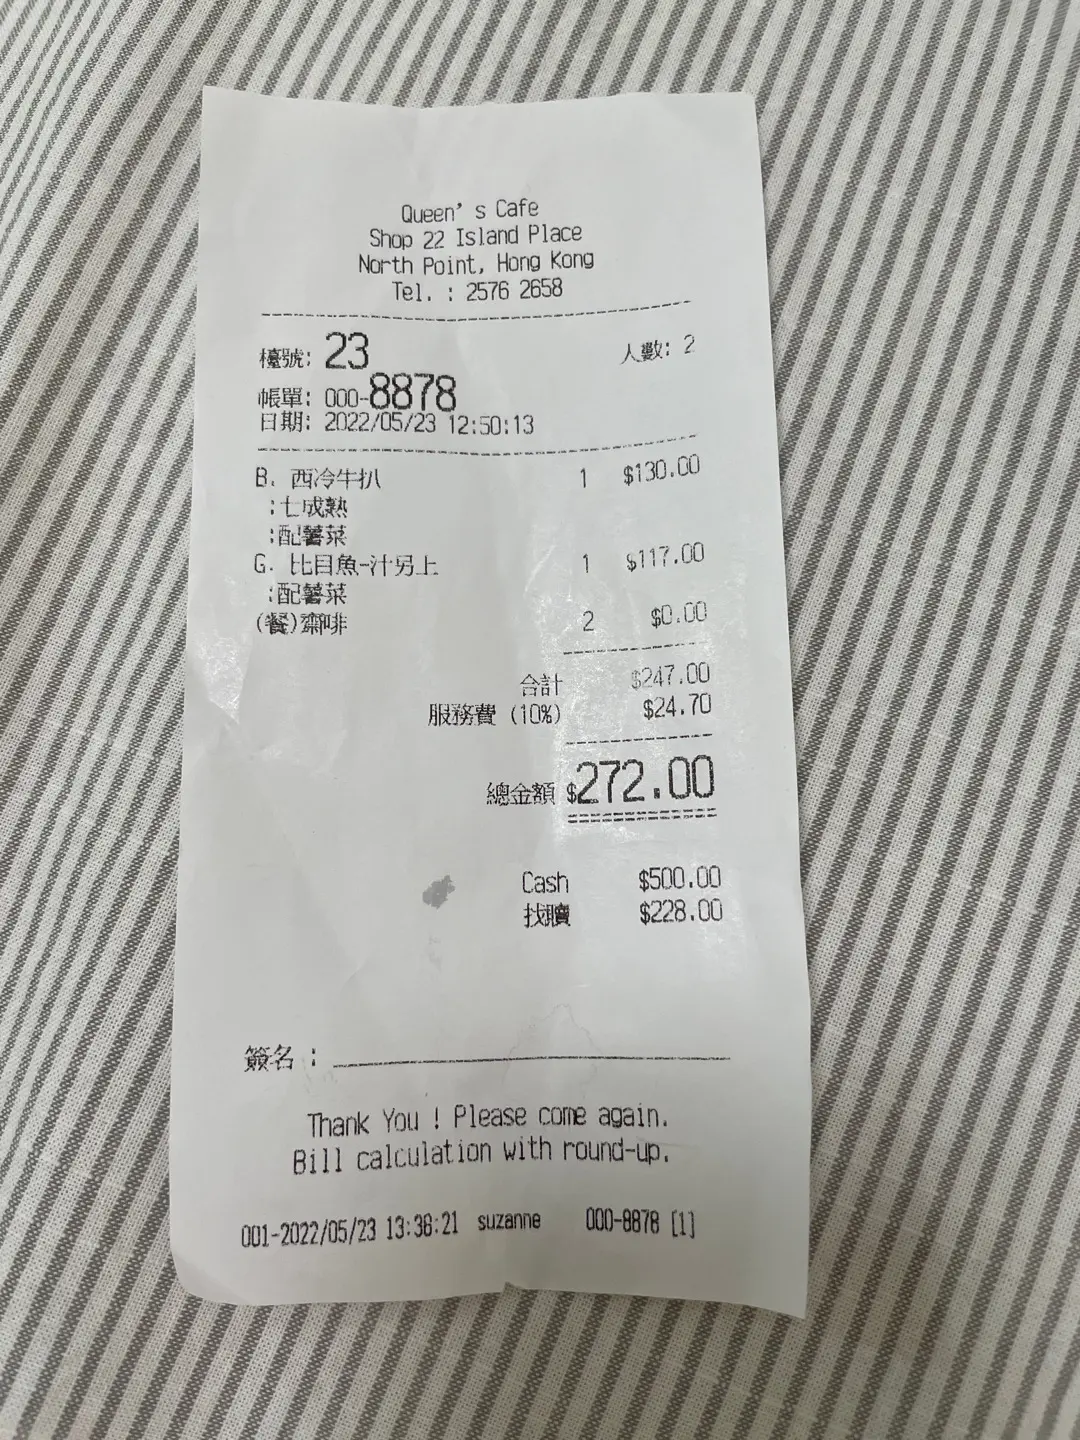 Queen's Cafe
Shop 22 Island Place
North Point, Hong Kong
Tel. : 2576 2658
檯號: 23 人數: 2
帳單: 000-8878
日期: 2022/05/23 12:50:13
B. 西冷牛扒 1 $130.00
:七成熟
:配薯菜
G. 比目魚-汁另上 1 $117.00
:配薯菜
(餐)齋啡 2 $0.00
合計 $247.00
服務費 (10%) $24.70
總金額 $272.00
Cash $500.00
找贖 $228.00
簽名 :
Thank You ! Please come again.
Bill calculation with round-up.
001-2022/05/23 13:38:21 suzanne 000-8878 [1]